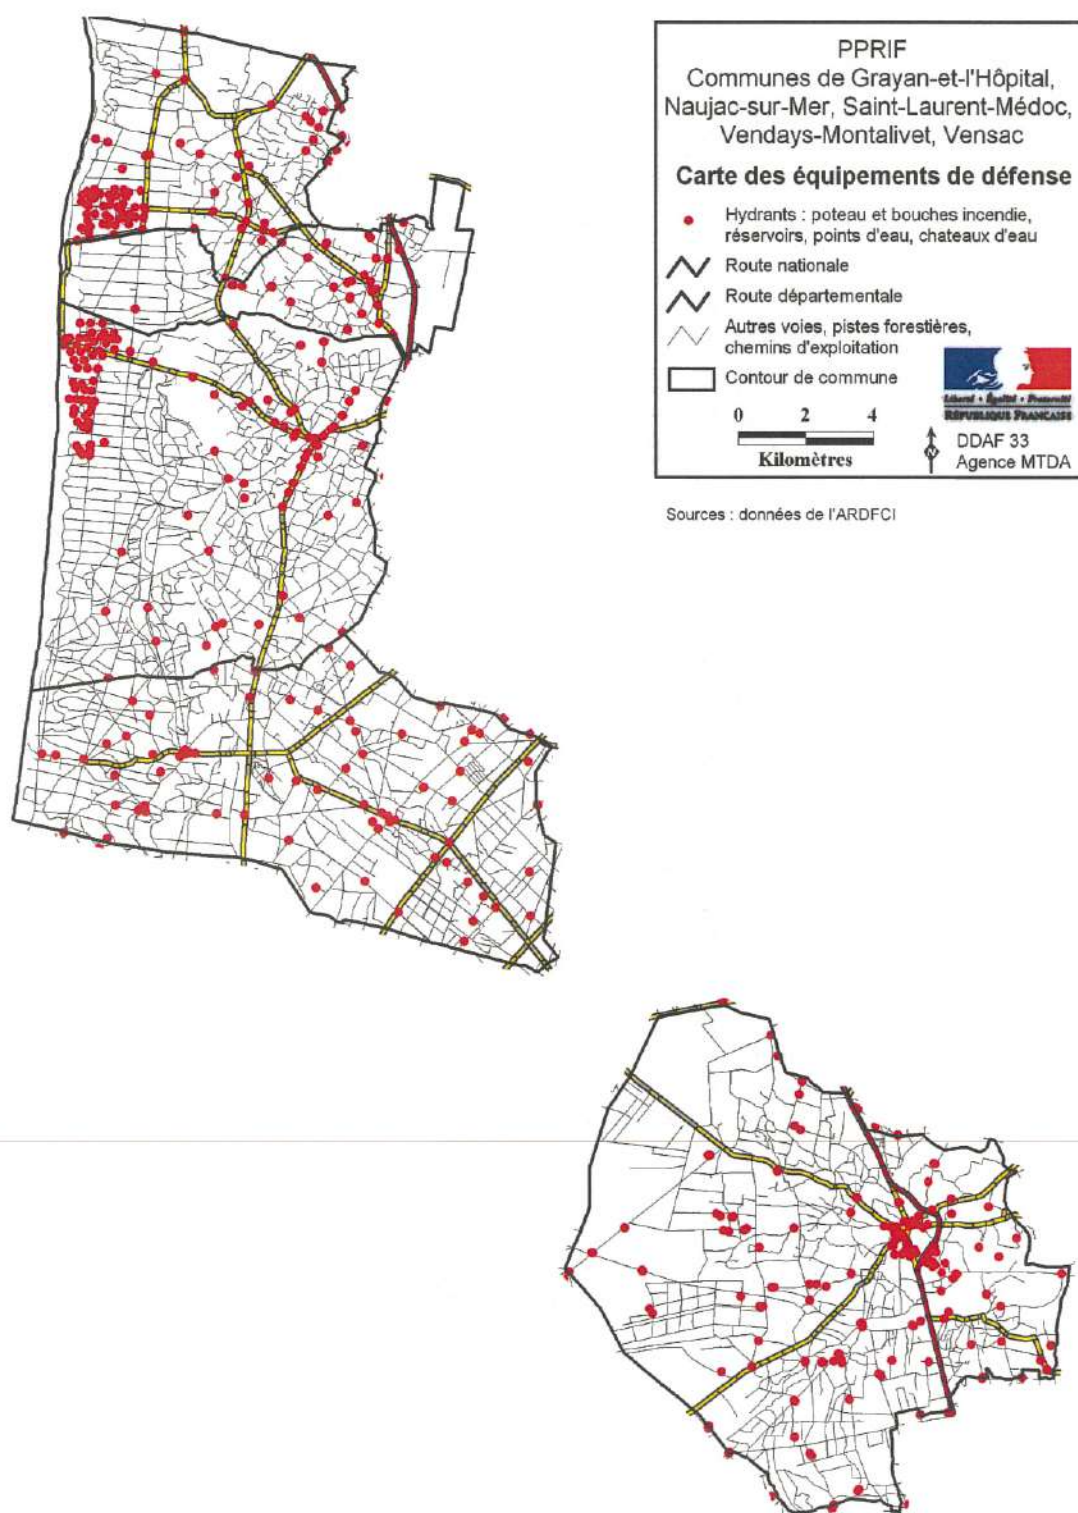 PPRIF
Communes de Grayan-et-l'Hôpital,
Naujac-sur-Mer, Saint-Laurent-Médoc,
Vendays-Montalivet, Vensac
Carte des équipements de défense
Hydrants : poteau et bouches incendie,
réservoirs, points d'eau, chateaux d'eau
Route nationale
Route départementale
Autres voies, pistes forestières,
chemins d'exploitation
Contour de commune
0 2 4
Kilomètres
Liberté • Égalité • Fraternité
RÉPUBLIQUE FRANÇAISE
N
DDAF 33
Agence MTDA
Sources : données de l'ARDFCI